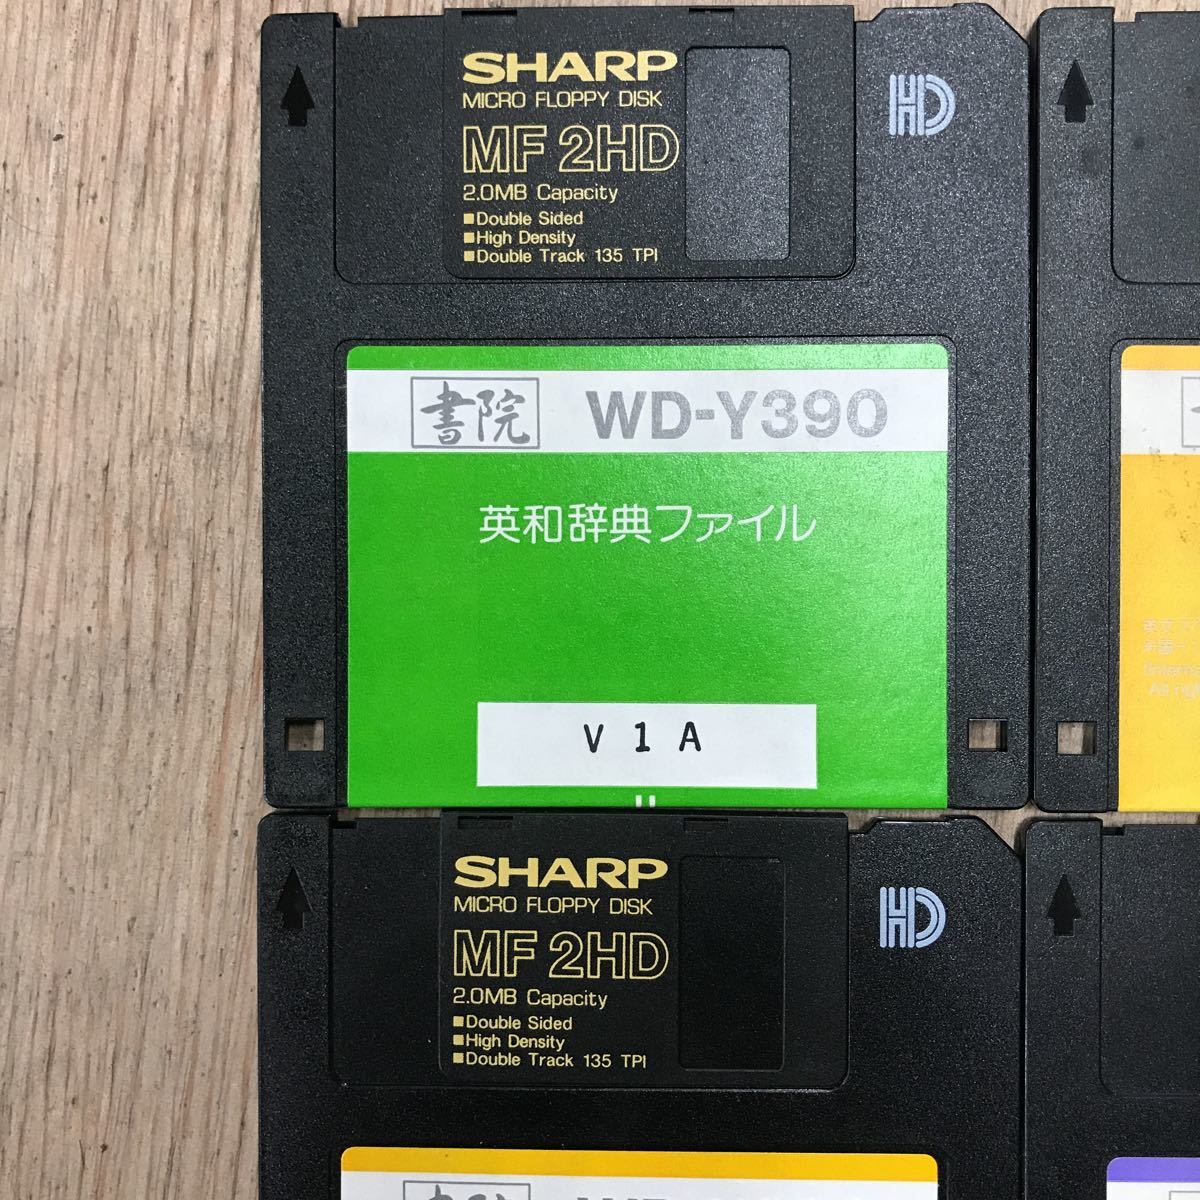 SHARP
MICRO FLOPPY DISK
MF 2HD
2.0MB Capacity
■Double Sided
■High Density
■Double Track 135 TPI
HD
書院 WD-Y390
英和辞典ファイル
V 1 A
SHARP
MICRO FLOPPY DISK
MF 2HD
2.0MB Capacity
■Double Sided
■High Density
■Double Track 135 TPI
HD